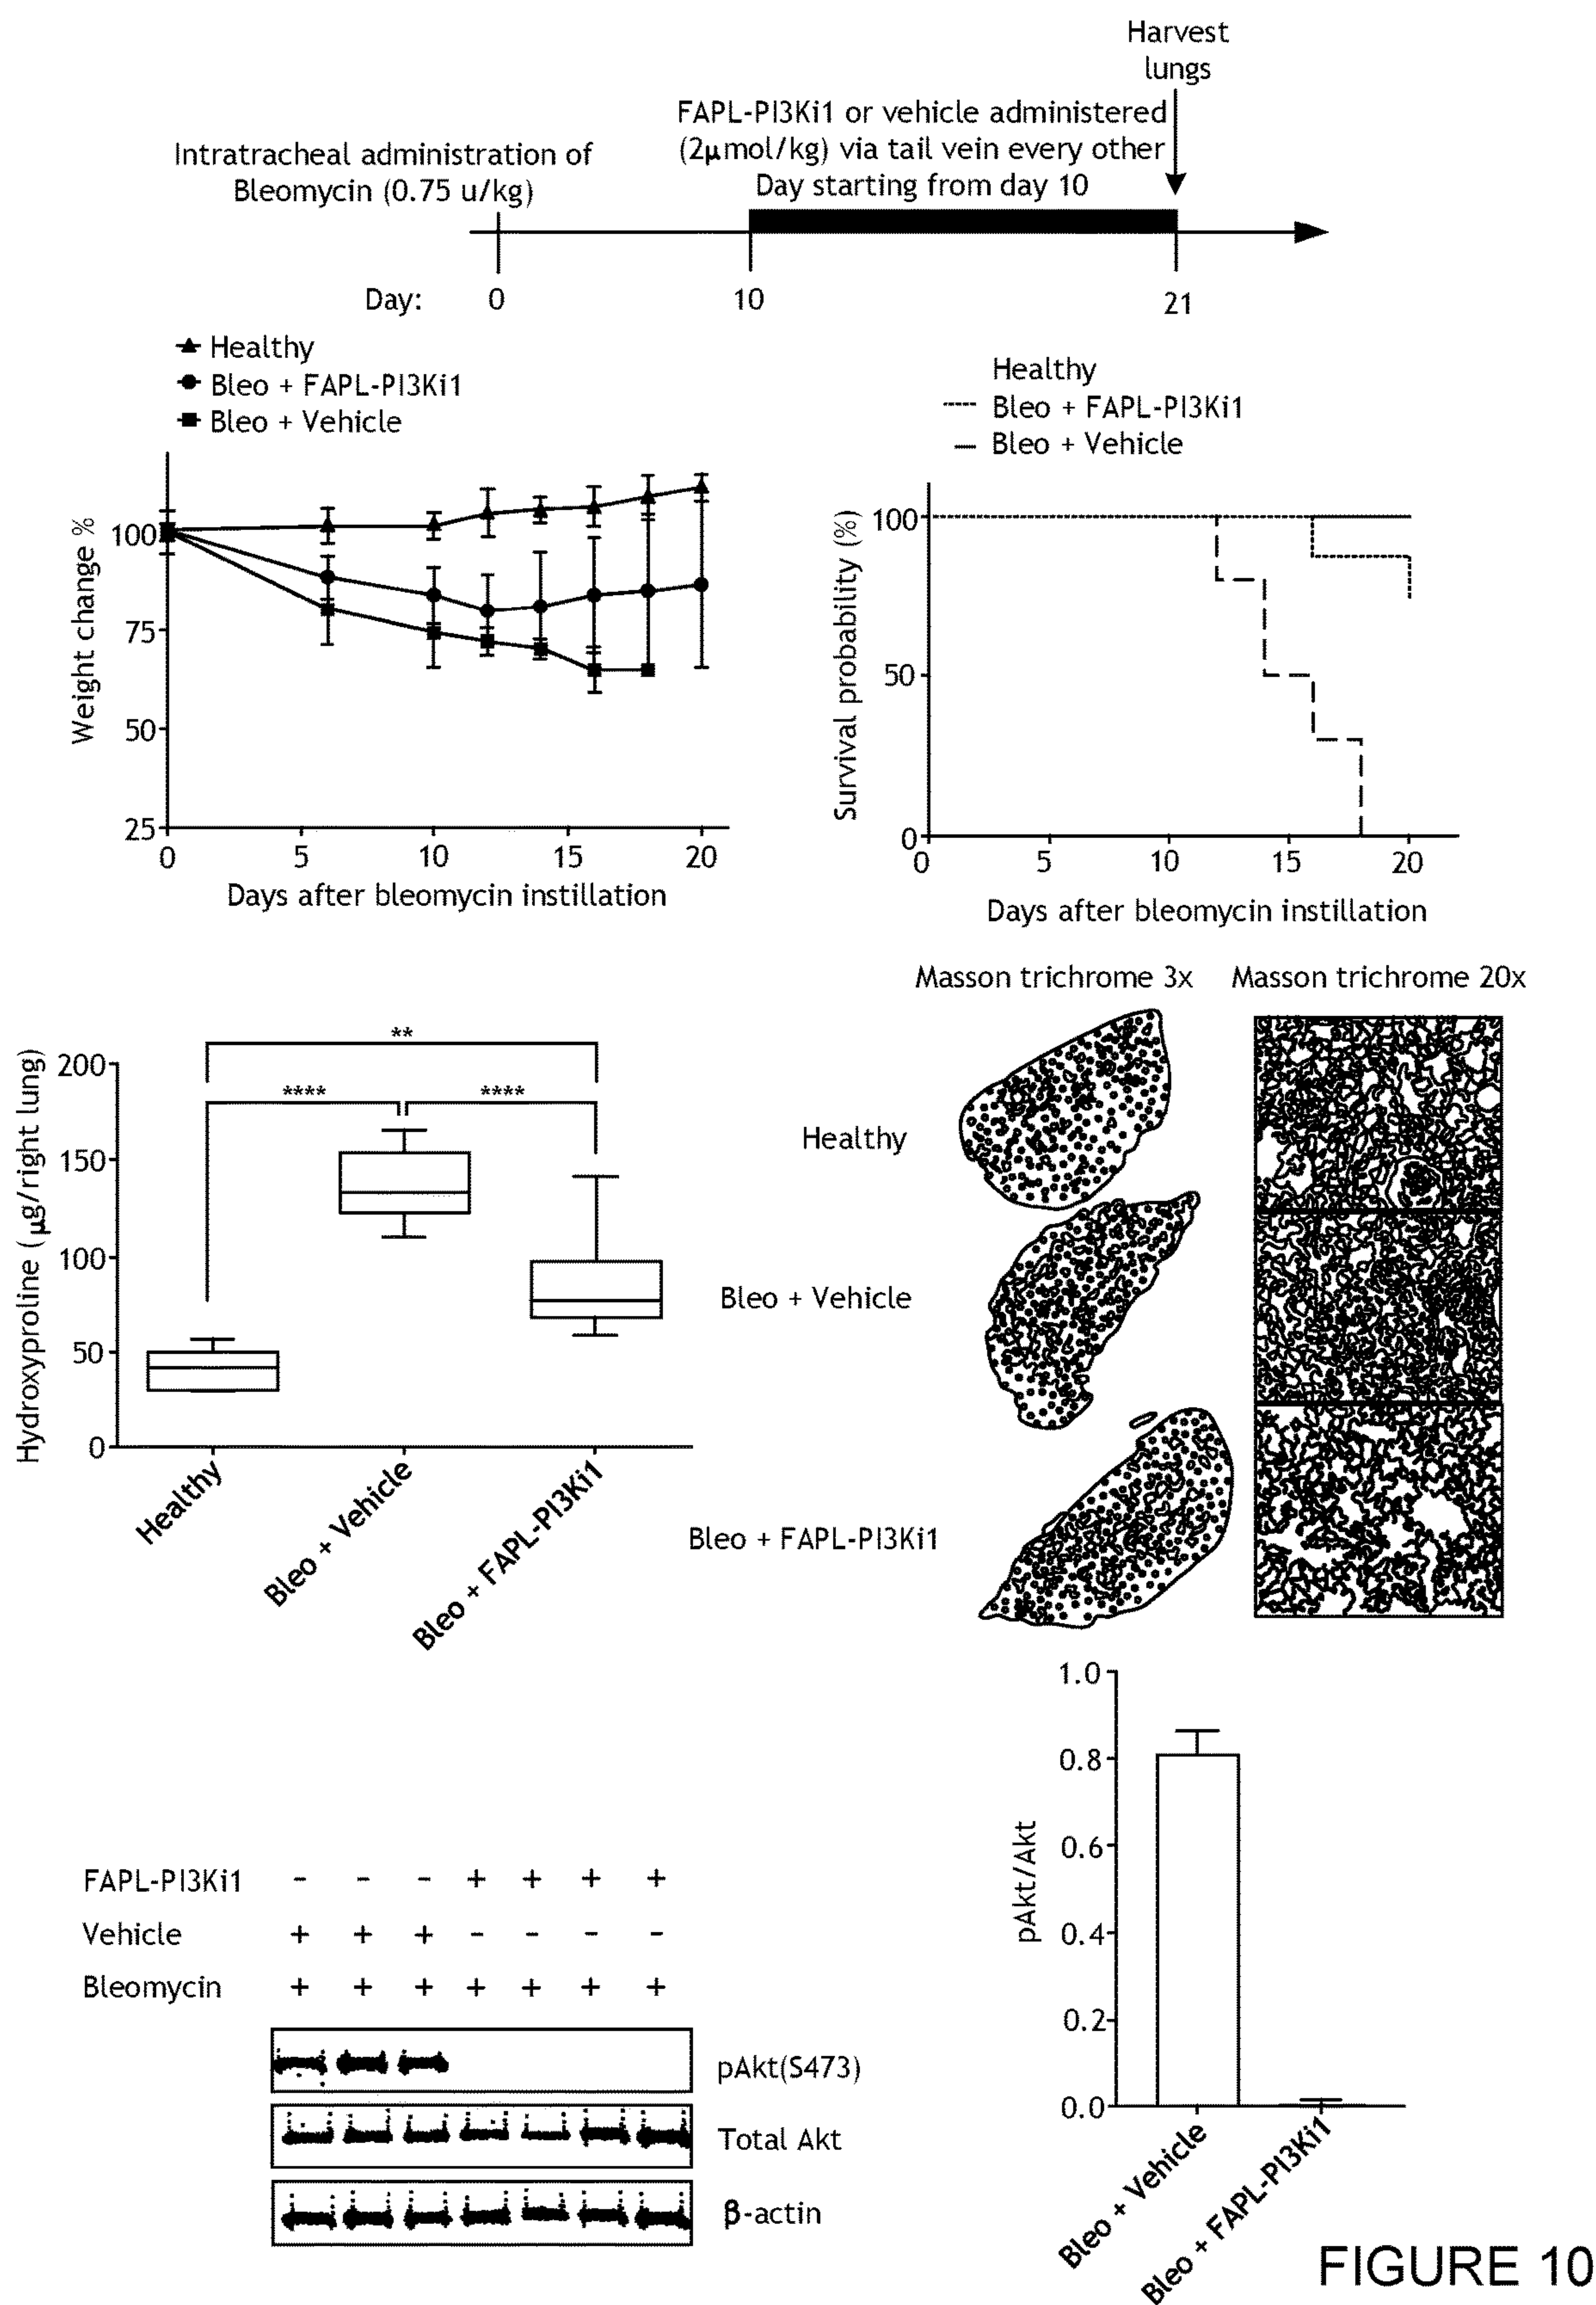 Harvest
lungs
FAPL-PI3Ki1 or vehicle administered
(2μmol/kg) via tail vein every other
Day starting from day 10
Intratracheal administration of
Bleomycin (0.75 u/kg)
Day: 0 10 21
Healthy
Bleo + FAPL-PI3Ki1
Bleo + Vehicle
Weight change %
100
75
50
25
0 5 10 15 20
Days after bleomycin instillation
Healthy
Bleo + FAPL-PI3Ki1
Bleo + Vehicle
Survival probability (%)
100
50
0
0 5 10 15 20
Days after bleomycin instillation
Hydroxyproline (μg/right lung)
200
150
100
50
0
**
**** ****
Healthy
Bleo + Vehicle
Bleo + FAPL-PI3Ki1
Masson trichrome 3x Masson trichrome 20x
Healthy
Bleo + Vehicle
Bleo + FAPL-PI3Ki1
FAPL-PI3Ki1 - - - + + + +
Vehicle + + + - - - -
Bleomycin + + + + + + +
pAkt(S473)
Total Akt
β-actin
pAkt/Akt
1.0
0.8
0.6
0.4
0.2
0.0
Bleo + Vehicle
Bleo + FAPL-PI3Ki1
FIGURE 10